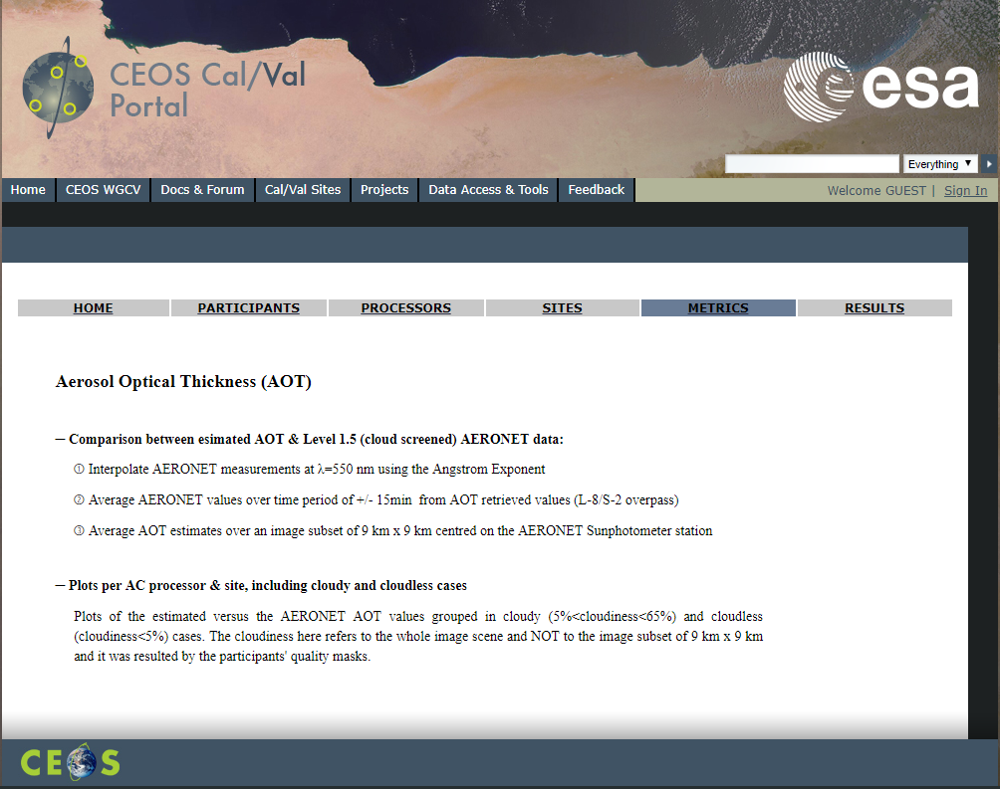 CEOS Cal/Val
Portal
esa
Everything
Home
CEOS WGCV
Docs & Forum
Cal/Val Sites
Projects
Data Access & Tools
Feedback
Welcome GUEST | Sign In
HOME
PARTICIPANTS
PROCESSORS
SITES
METRICS
RESULTS
Aerosol Optical Thickness (AOT)
─ Comparison between esimated AOT & Level 1.5 (cloud screened) AERONET data:
① Interpolate AERONET measurements at λ=550 nm using the Angstrom Exponent
② Average AERONET values over time period of +/- 15min from AOT retrieved values (L-8/S-2 overpass)
③ Average AOT estimates over an image subset of 9 km x 9 km centred on the AERONET Sunphotometer station
─ Plots per AC processor & site, including cloudy and cloudless cases
Plots of the estimated versus the AERONET AOT values grouped in cloudy (5%<cloudiness<65%) and cloudless
(cloudiness<5%) cases. The cloudiness here refers to the whole image scene and NOT to the image subset of 9 km x 9 km
and it was resulted by the participants' quality masks.
CEOS